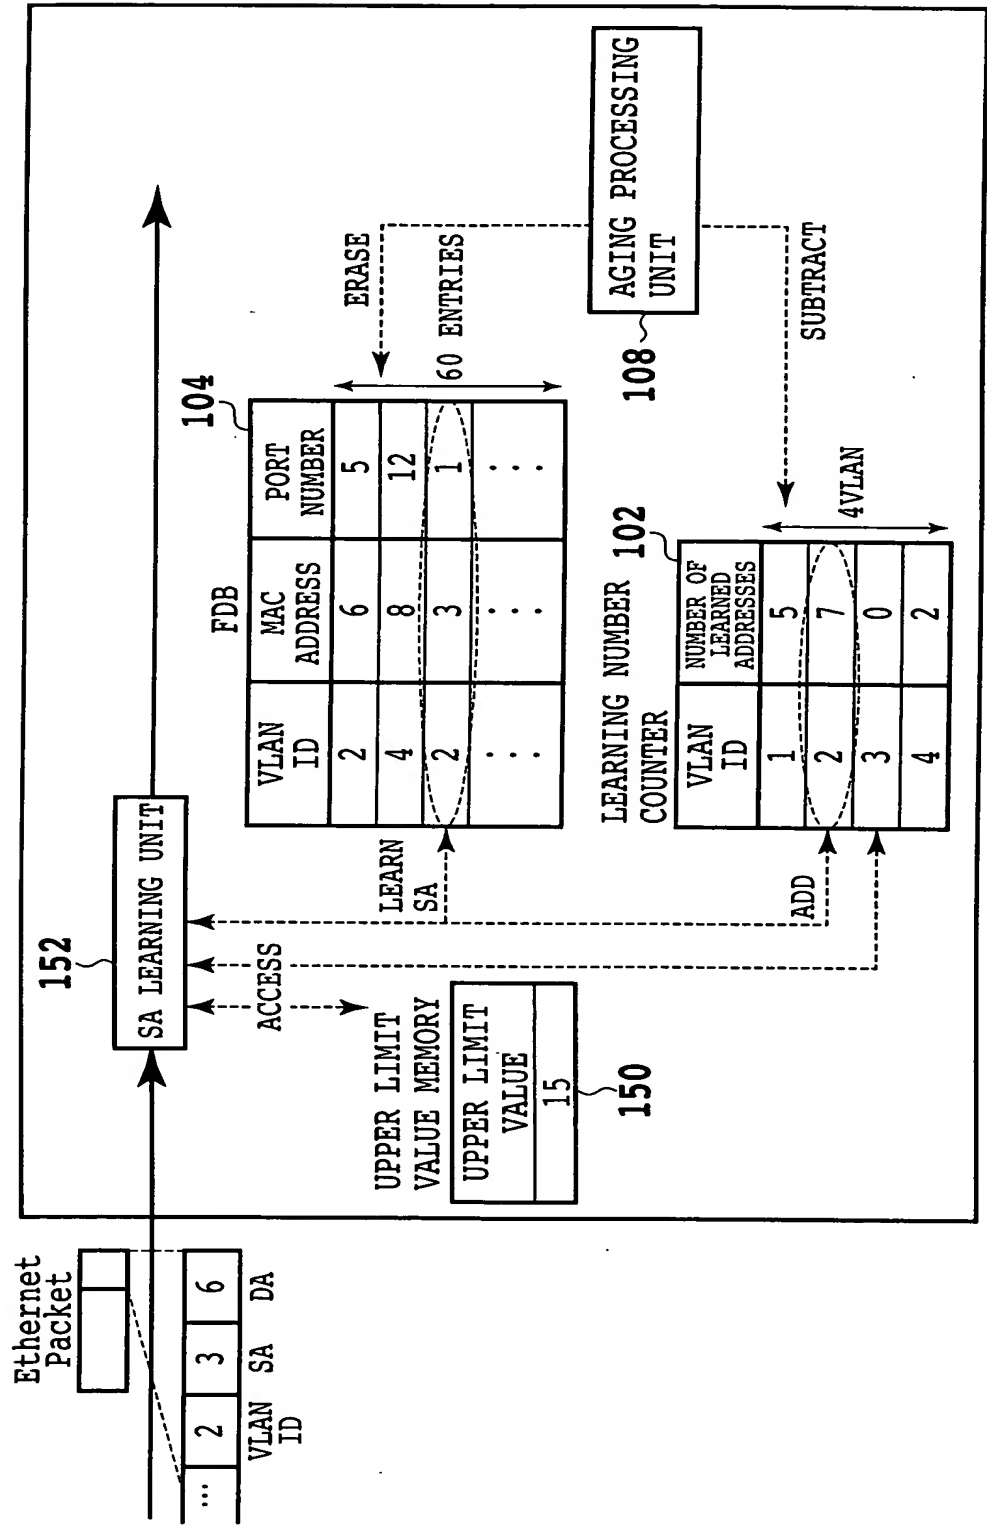 Ethernet
Packet
... 2 3 6
VLAN ID SA DA
152
SA LEARNING UNIT
ACCESS
LEARN
SA
ADD
UPPER LIMIT
VALUE MEMORY
UPPER LIMIT
VALUE
15
150
FDB
104
VLAN ID MAC ADDRESS PORT NUMBER
2 6 5
4 8 12
2 3 1
... ... ...
60 ENTRIES
ERASE
LEARNING NUMBER
COUNTER
102
VLAN ID NUMBER OF LEARNED ADDRESSES
1 5
2 7
3 0
4 2
4VLAN
SUBTRACT
108
AGING PROCESSING
UNIT